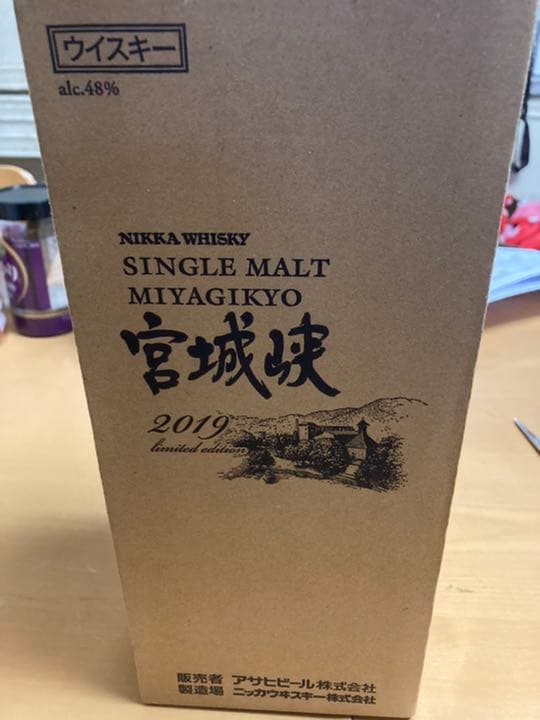 ウイスキー
alc.48%
NIKKA WHISKY
SINGLE MALT
MIYAGIKYO
宮城峡
2019
limited edition
販売者 アサヒビール株式会社
製造場 ニッカウヰスキー株式会社